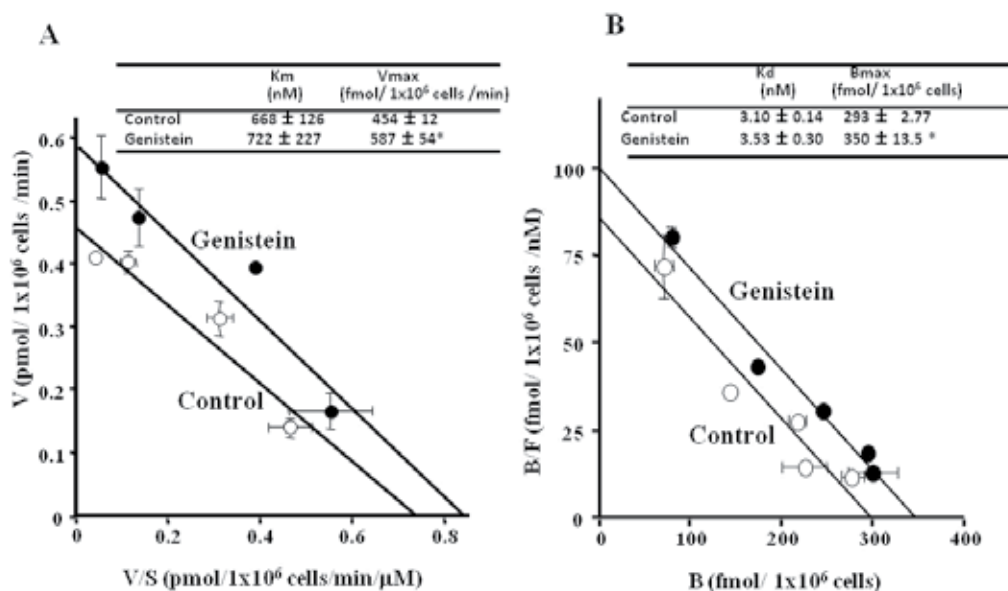 A
Km
(nM)
Vmax
(fmol/ 1x10⁶ cells /min)
Control 668 ± 126 454 ± 12
Genistein 722 ± 227 587 ± 54*
V (pmol/ 1x10⁶ cells /min)
0.6
0.5
0.4
0.3
0.2
0.1
0
Genistein
Control
0 0.2 0.4 0.6 0.8
V/S (pmol/1x10⁶ cells/min/µM)
B
Kd
(nM)
Bmax
(fmol/ 1x10⁶ cells)
Control 3.10 ± 0.14 293 ± 2.77
Genistein 3.53 ± 0.30 350 ± 13.5 *
B/F (fmol/ 1x10⁶ cells /nM)
100
75
50
25
0
Genistein
Control
0 100 200 300 400
B (fmol/ 1x10⁶ cells)